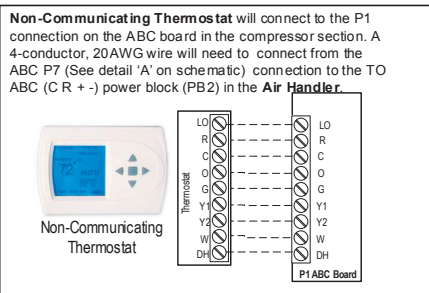 Non-Communicating Thermostat will connect to the P1
connection on the ABC board in the compressor section. A
4-conductor, 20AWG wire will need to connect from the
ABC P7 (See detail ‘A’ on schematic) connection to the TO
ABC (C R + -) power block (PB2) in the Air Handler.
Non-Communicating
Thermostat
Thermostat
LO
R
C
O
G
Y1
Y2
W
DH
LO
R
C
O
G
Y1
Y2
W
DH
P1 ABC Board